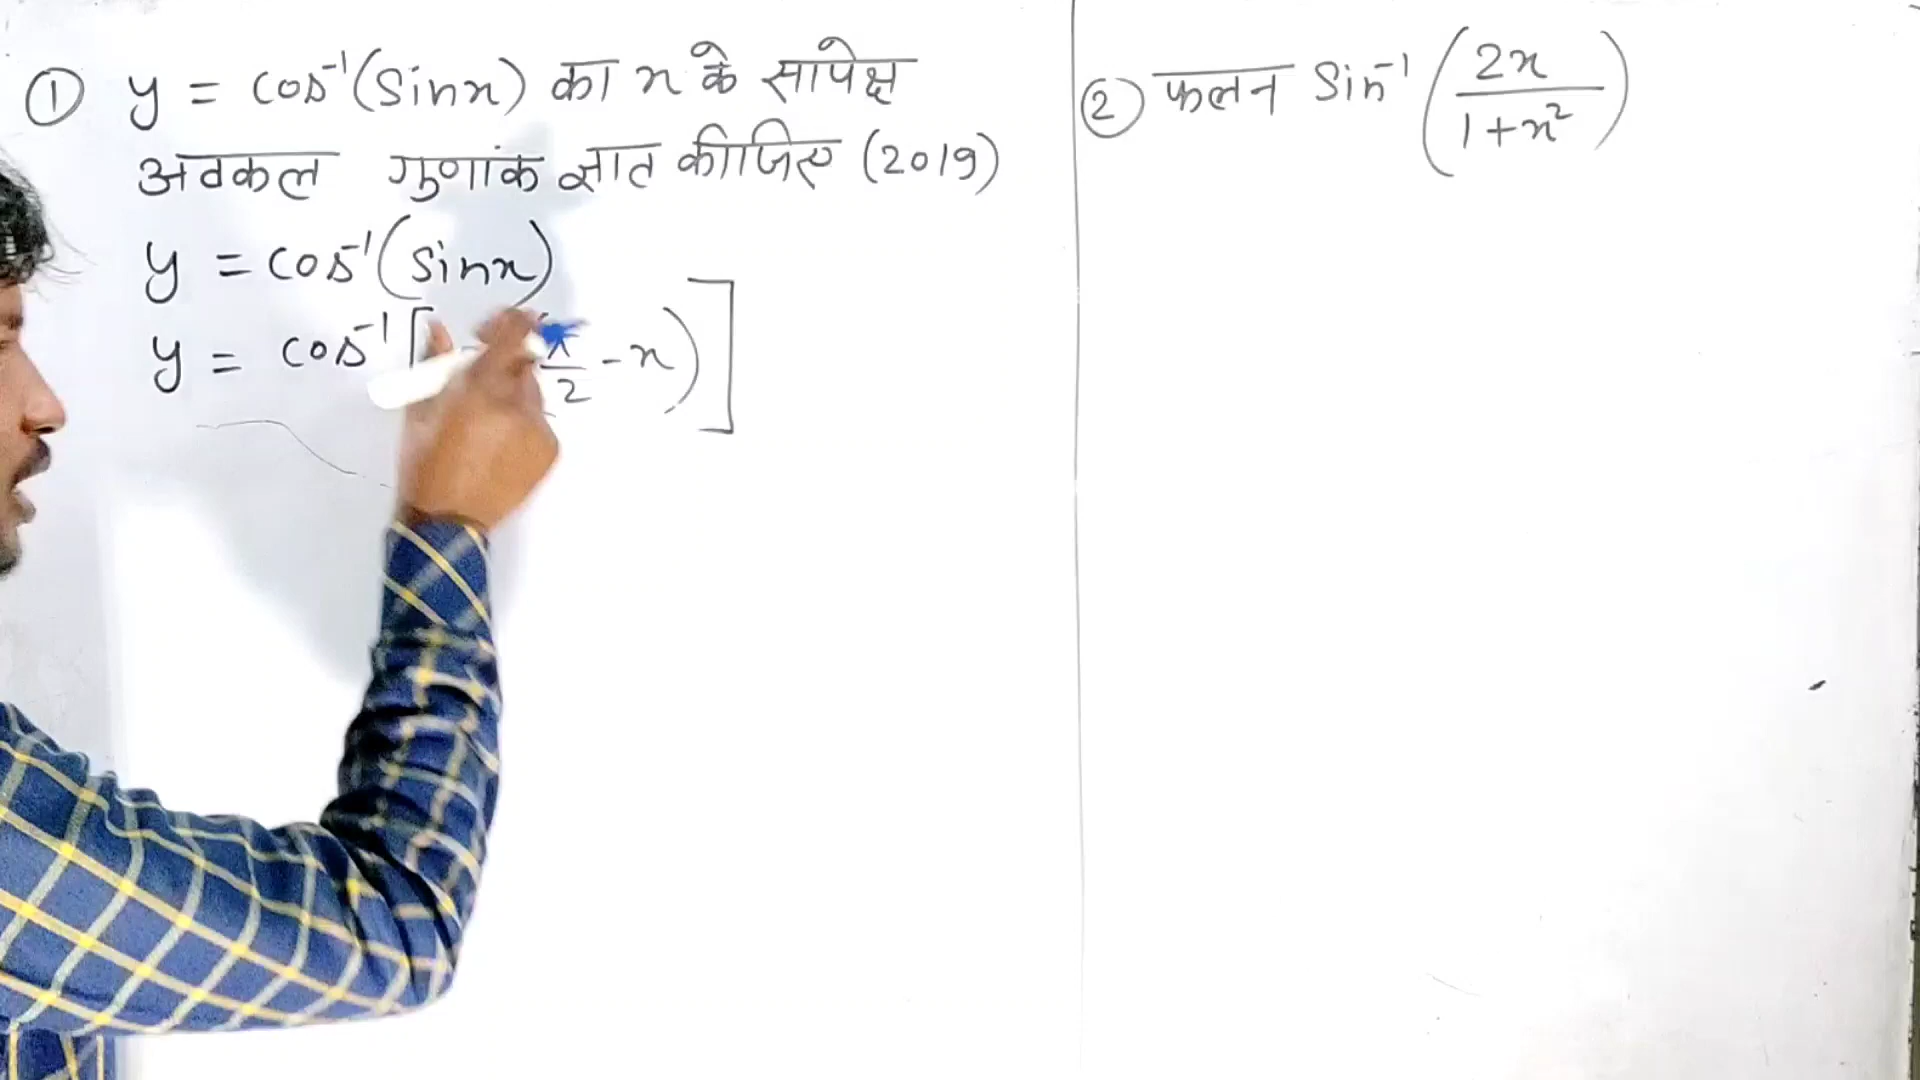 ① y = cos⁻¹(sinx) का x के सापेक्ष
अवकल गुणांक ज्ञात कीजिए (2019)
y = cos⁻¹(sinx)
y = cos⁻¹[ π/2 - x)]
② फलन Sin⁻¹(2x/1+x²)